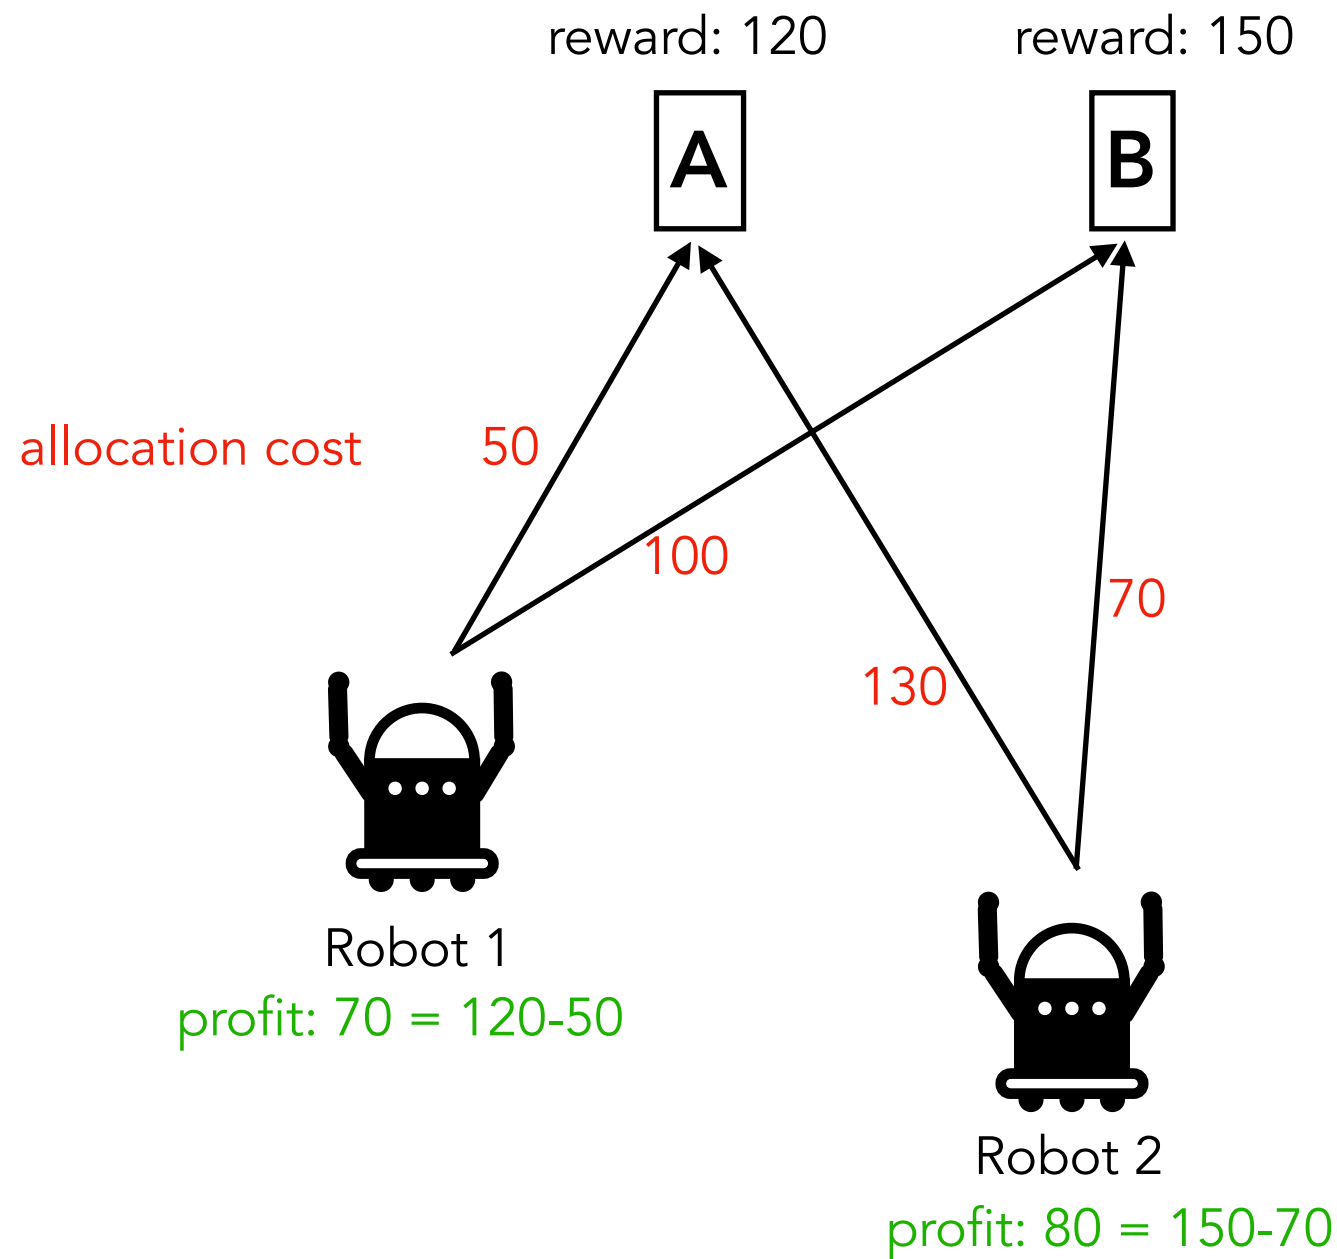 reward: 120
reward: 150
A
B
allocation cost
50
100
70
130
Robot 1
profit: 70 = 120-50
Robot 2
profit: 80 = 150-70